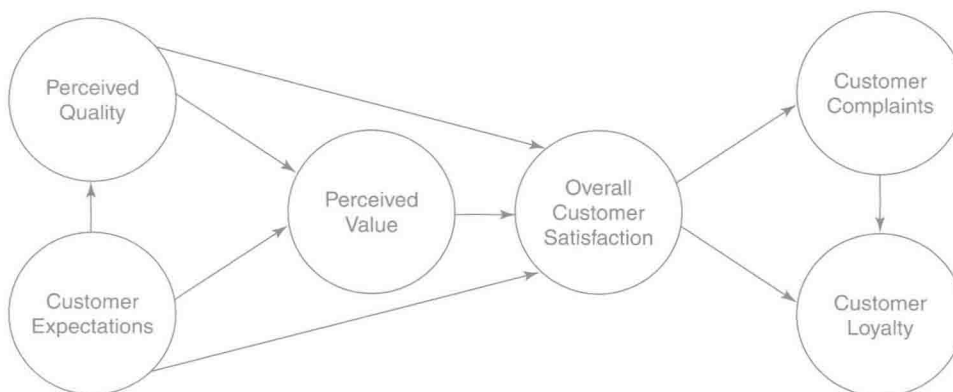 Perceived
Quality
Customer
Complaints
Perceived
Value
Overall
Customer
Satisfaction
Customer
Expectations
Customer
Loyalty